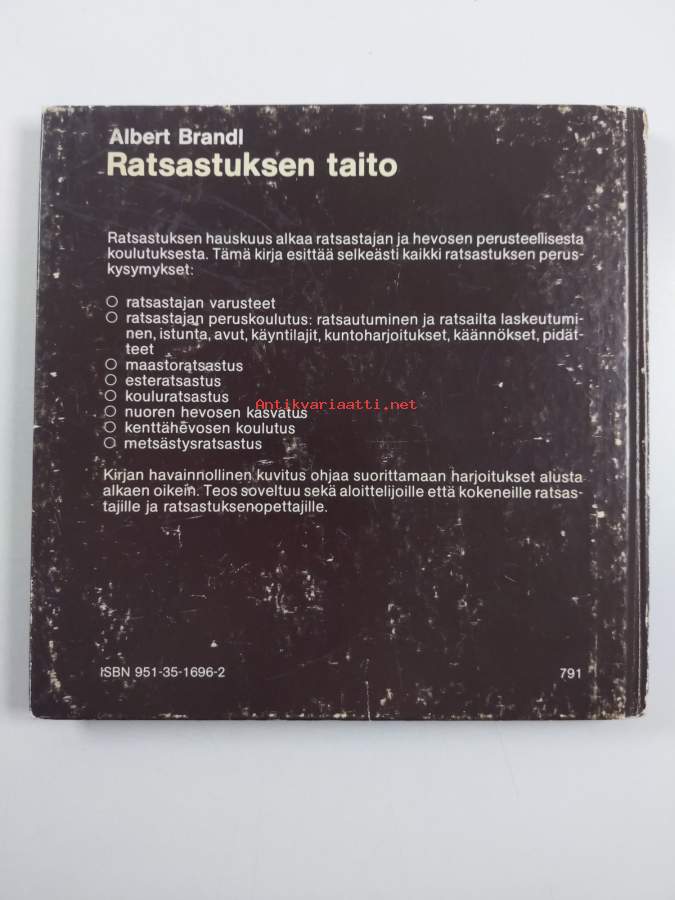 Albert Brandl
Ratsastuksen taito
Ratsastuksen hauskuus alkaa ratsastajan ja hevosen perusteellisesta
koulutuksesta. Tämä kirja esittää selkeästi kaikki ratsastuksen perus-
kysymykset:
○ ratsastajan varusteet
○ ratsastajan peruskoulutus: ratsautuminen ja ratsailta laskeutumi-
nen, istunta, avut, käyntilajit, kuntoharjoitukset, käännökset, pidät-
teet
○ maastoratsastus
○ esteratsastus
○ kouluratsastus
○ nuoren hevosen kasvatus
○ kenttähevosen koulutus
○ metsästysratsastus
Antikvariaatti.net
Kirjan havainnollinen kuvitus ohjaa suorittamaan harjoitukset alusta
alkaen oikein. Teos soveltuu sekä aloittelijoille että kokeneille ratsas-
tajille ja ratsastuksenopettajille.
ISBN 951-35-1696-2
791